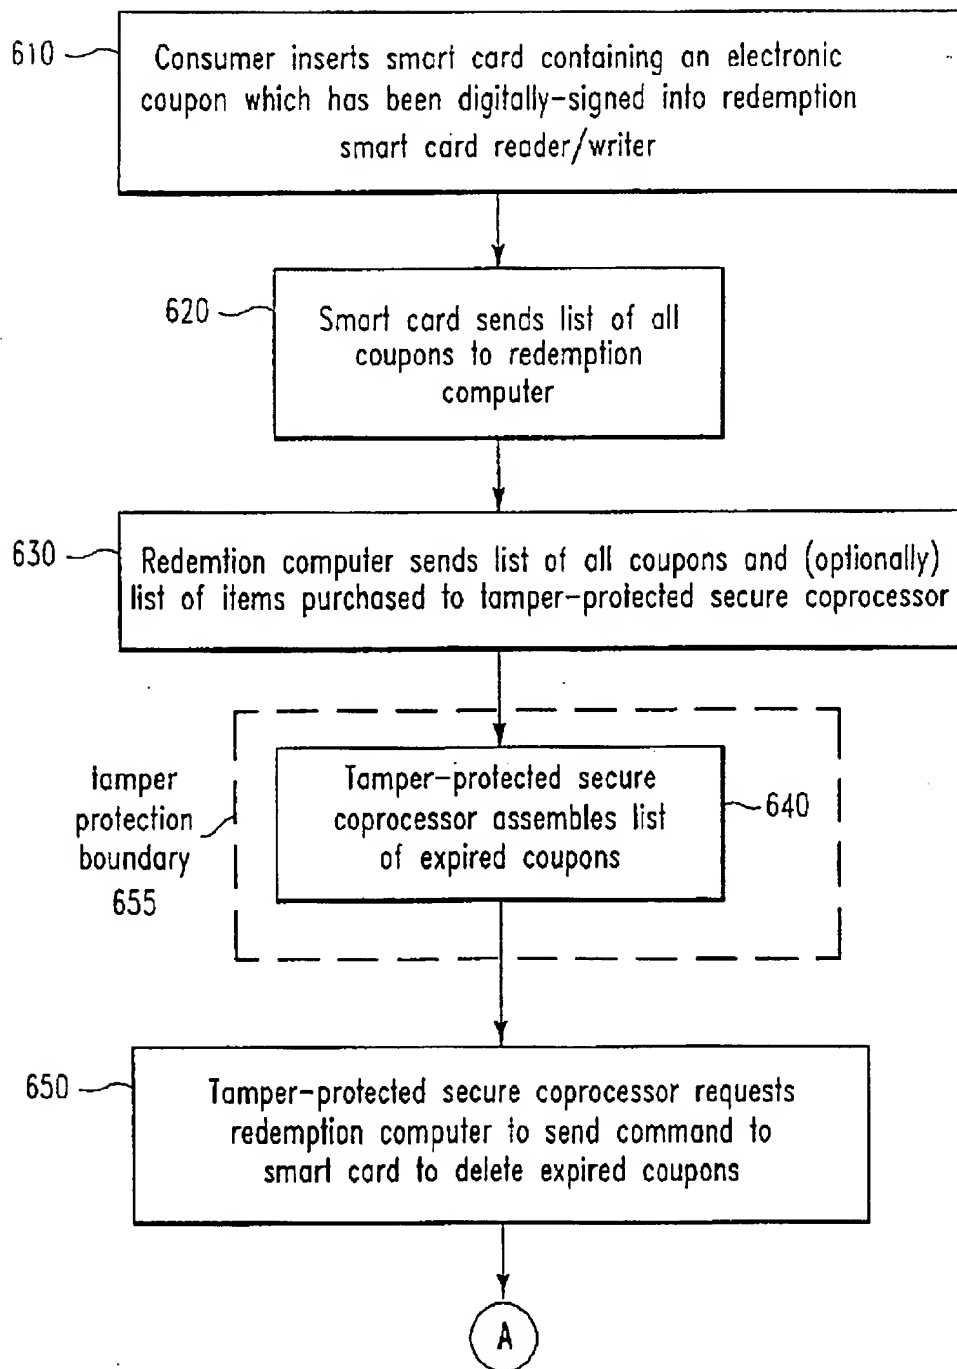 610
Consumer inserts smart card containing an electronic
coupon which has been digitally-signed into redemption
smart card reader/writer
620
Smart card sends list of all
coupons to redemption
computer
630
Redemtion computer sends list of all coupons and (optionally)
list of items purchased to tamper-protected secure coprocessor
tamper
protection
boundary
655
Tamper-protected secure
coprocessor assembles list
of expired coupons
640
650
Tamper-protected secure coprocessor requests
redemption computer to send command to
smart card to delete expired coupons
A